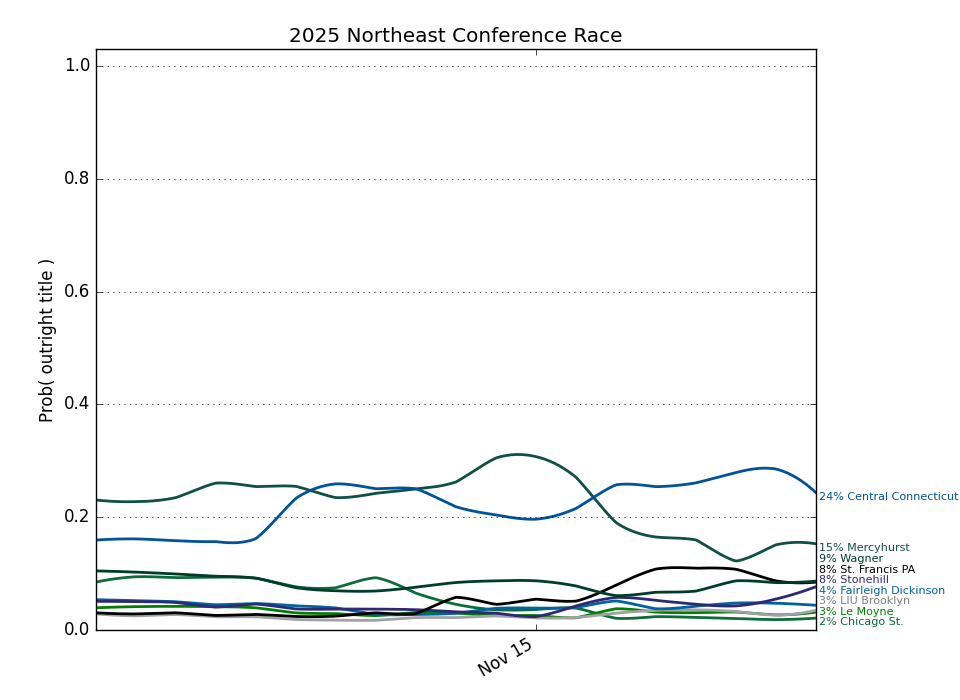 2025 Northeast Conference Race
1.0
0.8
0.6
0.4
0.2
0.0
Prob( outright title )
Nov 15
24% Central Connecticut
15% Mercyhurst
9% Wagner
8% St. Francis PA
8% Stonehill
4% Fairleigh Dickinson
3% LIU Brooklyn
3% Le Moyne
2% Chicago St.